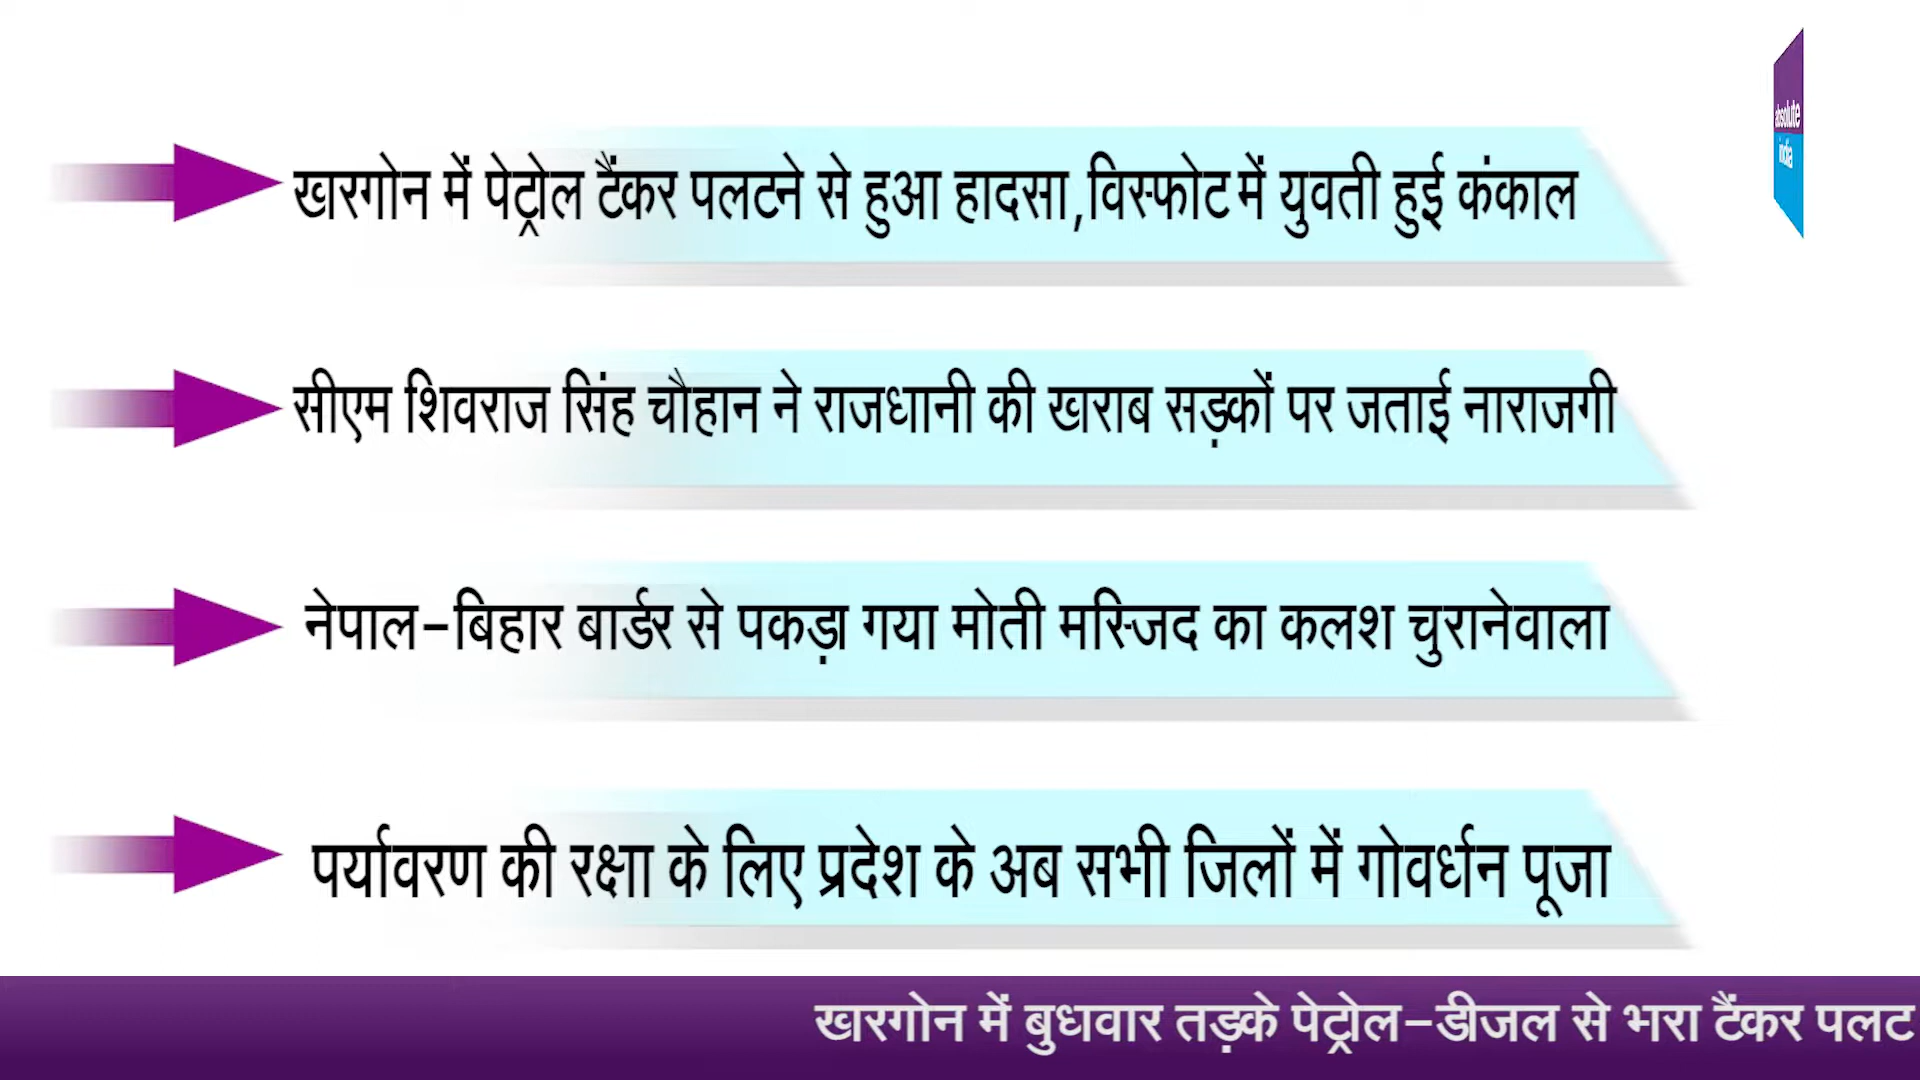 absolute
india
खरगोन में पेट्रोल टैंकर पलटने से हुआ हादसा,विस्फोट में युवती हुई कंकाल
सीएम शिवराज सिंह चौहान ने राजधानी की खराब सड़कों पर जताई नाराजगी
नेपाल-बिहार बार्डर से पकड़ा गया मोती मस्जिद का कलश चुरानेवाला
पर्यावरण की रक्षा के लिए प्रदेश के अब सभी जिलों में गोवर्धन पूजा
खरगोन में बुधवार तड़के पेट्रोल-डीजल से भरा टैंकर पलट